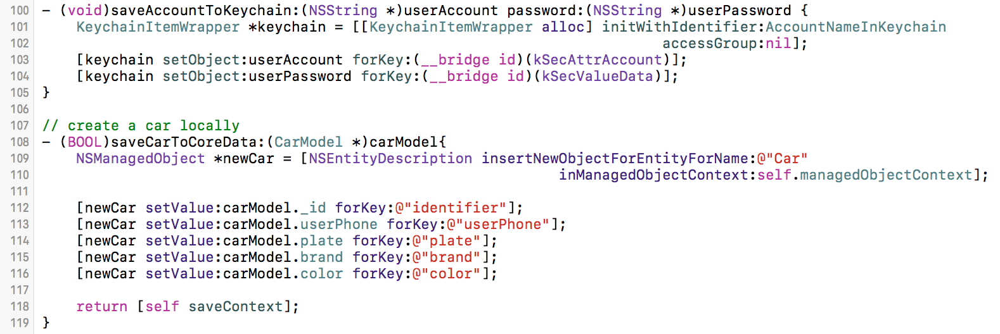 100 - (void)saveAccountToKeychain:(NSString *)userAccount password:(NSString *)userPassword {
101     KeychainItemWrapper *keychain = [[KeychainItemWrapper alloc] initWithIdentifier:AccountNameInKeychain
102                                                                         accessGroup:nil];
103     [keychain setObject:userAccount forKey:(__bridge id)(kSecAttrAccount)];
104     [keychain setObject:userPassword forKey:(__bridge id)(kSecValueData)];
105 }
106
107 // create a car locally
108 - (BOOL)saveCarToCoreData:(CarModel *)carModel{
109     NSManagedObject *newCar = [NSEntityDescription insertNewObjectForEntityForName:@"Car"
110                                                             inManagedObjectContext:self.managedObjectContext];
111
112     [newCar setValue:carModel._id forKey:@"identifier"];
113     [newCar setValue:carModel.userPhone forKey:@"userPhone"];
114     [newCar setValue:carModel.plate forKey:@"plate"];
115     [newCar setValue:carModel.brand forKey:@"brand"];
116     [newCar setValue:carModel.color forKey:@"color"];
117
118     return [self saveContext];
119 }